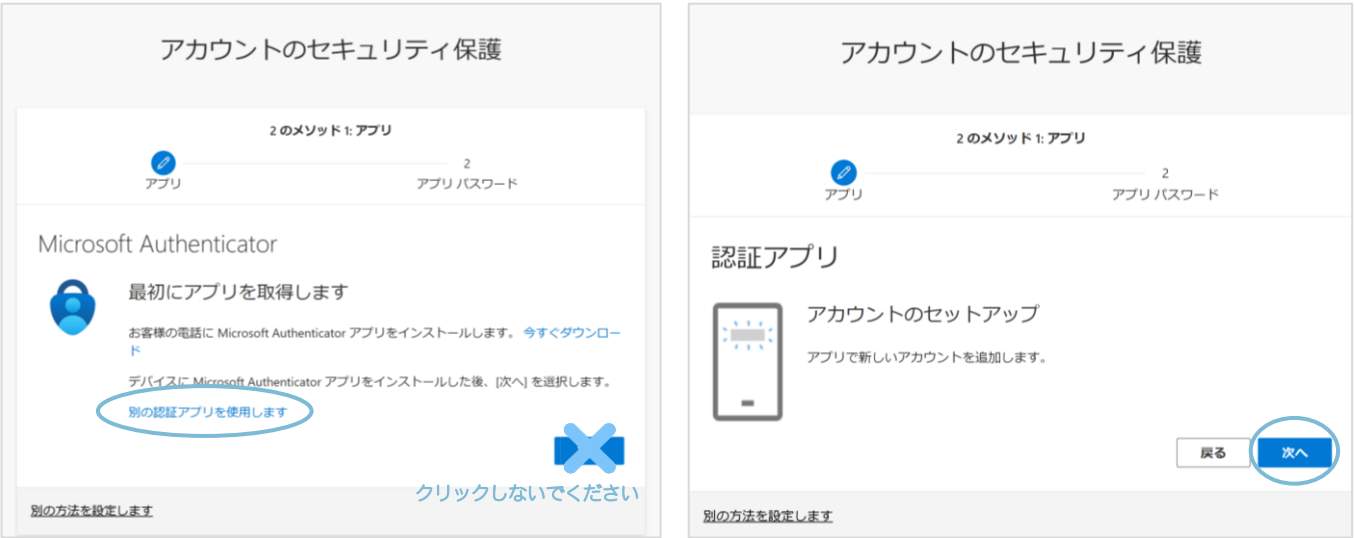 アカウントのセキュリティ保護
2 のメソッド 1: アプリ
アプリ
2
アプリ パスワード
Microsoft Authenticator
最初にアプリを取得します
お客様の電話に Microsoft Authenticator アプリをインストールします。 今すぐダウンロー
ド
デバイスに Microsoft Authenticator アプリをインストールした後、[次へ] を選択します。
別の認証アプリを使用します
クリックしないでください
別の方法を設定します
アカウントのセキュリティ保護
2 のメソッド 1: アプリ
アプリ
2
アプリ パスワード
認証アプリ
アカウントのセットアップ
アプリで新しいアカウントを追加します。
戻る
次へ
別の方法を設定します